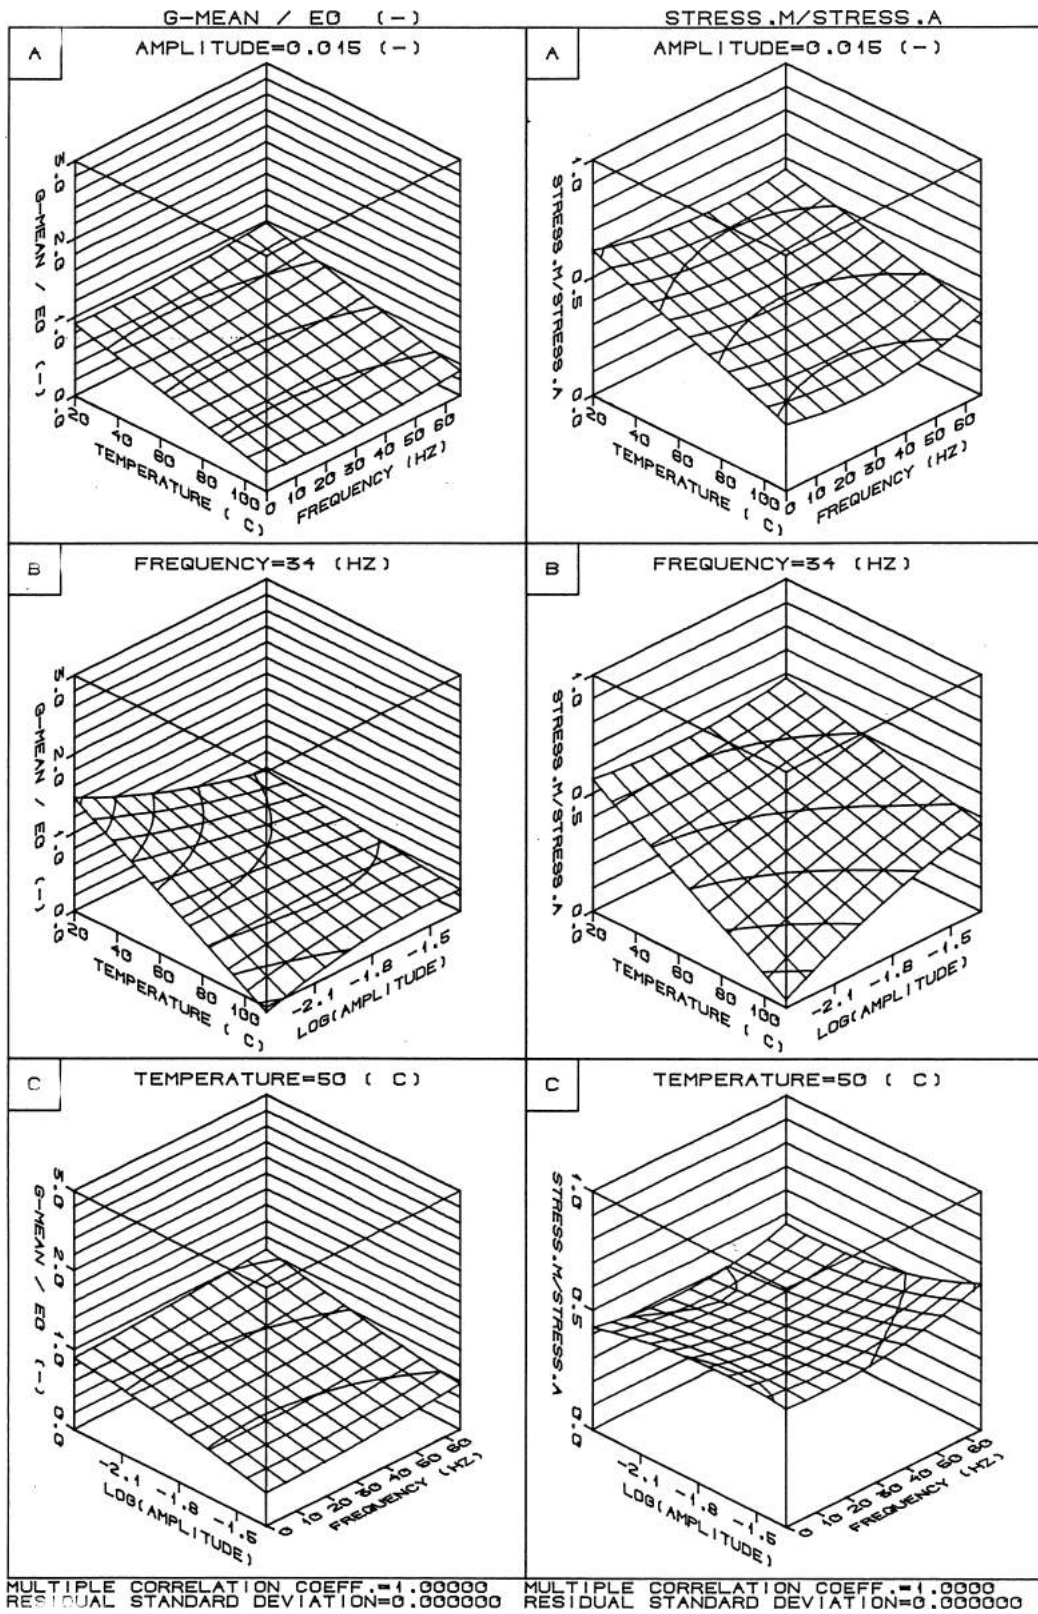 G-MEAN / E0 (-)
STRESS.M/STRESS.A
A
AMPLITUDE=0.015 (-)
3.0
2.0
1.0
0.0
G-MEAN / E0 (-)
20 40 60 80 100
TEMPERATURE ( C)
0 10 20 30 40 50 60
FREQUENCY (HZ)
A
AMPLITUDE=0.015 (-)
1.0
0.5
0.0
STRESS.M/STRESS.A
20 40 60 80 100
TEMPERATURE ( C)
0 10 20 30 40 50 60
FREQUENCY (HZ)
B
FREQUENCY=34 (HZ)
3.0
2.0
1.0
0.0
G-MEAN / E0 (-)
20 40 60 80 100
TEMPERATURE ( C)
-2.1 -1.8 -1.5
LOG(AMPLITUDE)
B
FREQUENCY=34 (HZ)
1.0
0.5
0.0
STRESS.M/STRESS.A
20 40 60 80 100
TEMPERATURE ( C)
-2.1 -1.8 -1.5
LOG(AMPLITUDE)
C
TEMPERATURE=50 ( C)
3.0
2.0
1.0
0.0
G-MEAN / E0 (-)
-2.1 -1.8 -1.5
LOG(AMPLITUDE)
0 10 20 30 40 50 60
FREQUENCY (HZ)
C
TEMPERATURE=50 ( C)
1.0
0.5
0.0
STRESS.M/STRESS.A
-2.1 -1.8 -1.5
LOG(AMPLITUDE)
0 10 20 30 40 50 60
FREQUENCY (HZ)
MULTIPLE CORRELATION COEFF.=1.00000
RESIDUAL STANDARD DEVIATION=0.000000
MULTIPLE CORRELATION COEFF.=1.0000
RESIDUAL STANDARD DEVIATION=0.00000